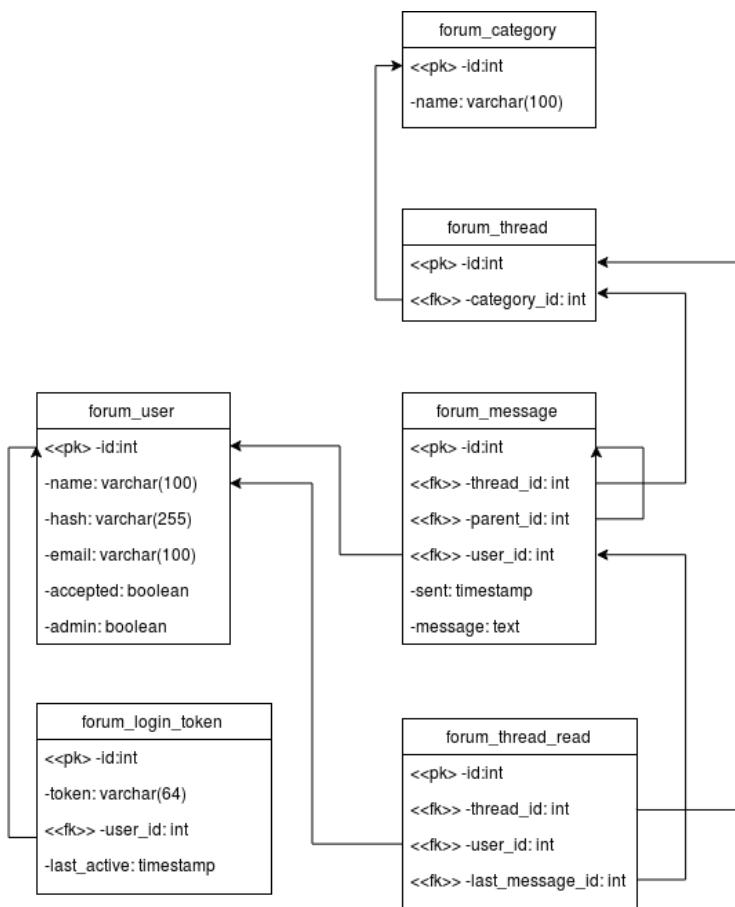 forum_category
<<pk> -id:int
-name: varchar(100)
forum_thread
<<pk> -id:int
<<fk>> -category_id: int
forum_user
<<pk> -id:int
-name: varchar(100)
-hash: varchar(255)
-email: varchar(100)
-accepted: boolean
-admin: boolean
forum_message
<<pk> -id:int
<<fk>> -thread_id: int
<<fk>> -parent_id: int
<<fk>> -user_id: int
-sent: timestamp
-message: text
forum_login_token
<<pk> -id:int
-token: varchar(64)
<<fk>> -user_id: int
-last_active: timestamp
forum_thread_read
<<pk> -id:int
<<fk>> -thread_id: int
<<fk>> -user_id: int
<<fk>> -last_message_id: int